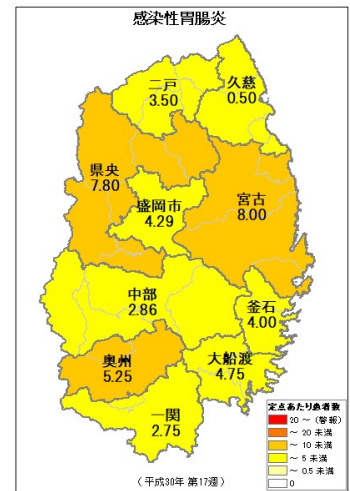 感染性胃腸炎
二戸
3.50
久慈
0.50
県央
7.80
盛岡市
4.29
宮古
8.00
中部
2.86
釜石
4.00
奥州
5.25
大船渡
4.75
一関
2.75
定点あたり患者数
20 ～ (警報)
～ 20 未満
～ 10 未満
～ 5 未満
～ 0.5 未満
0
（平成30年 第17週）